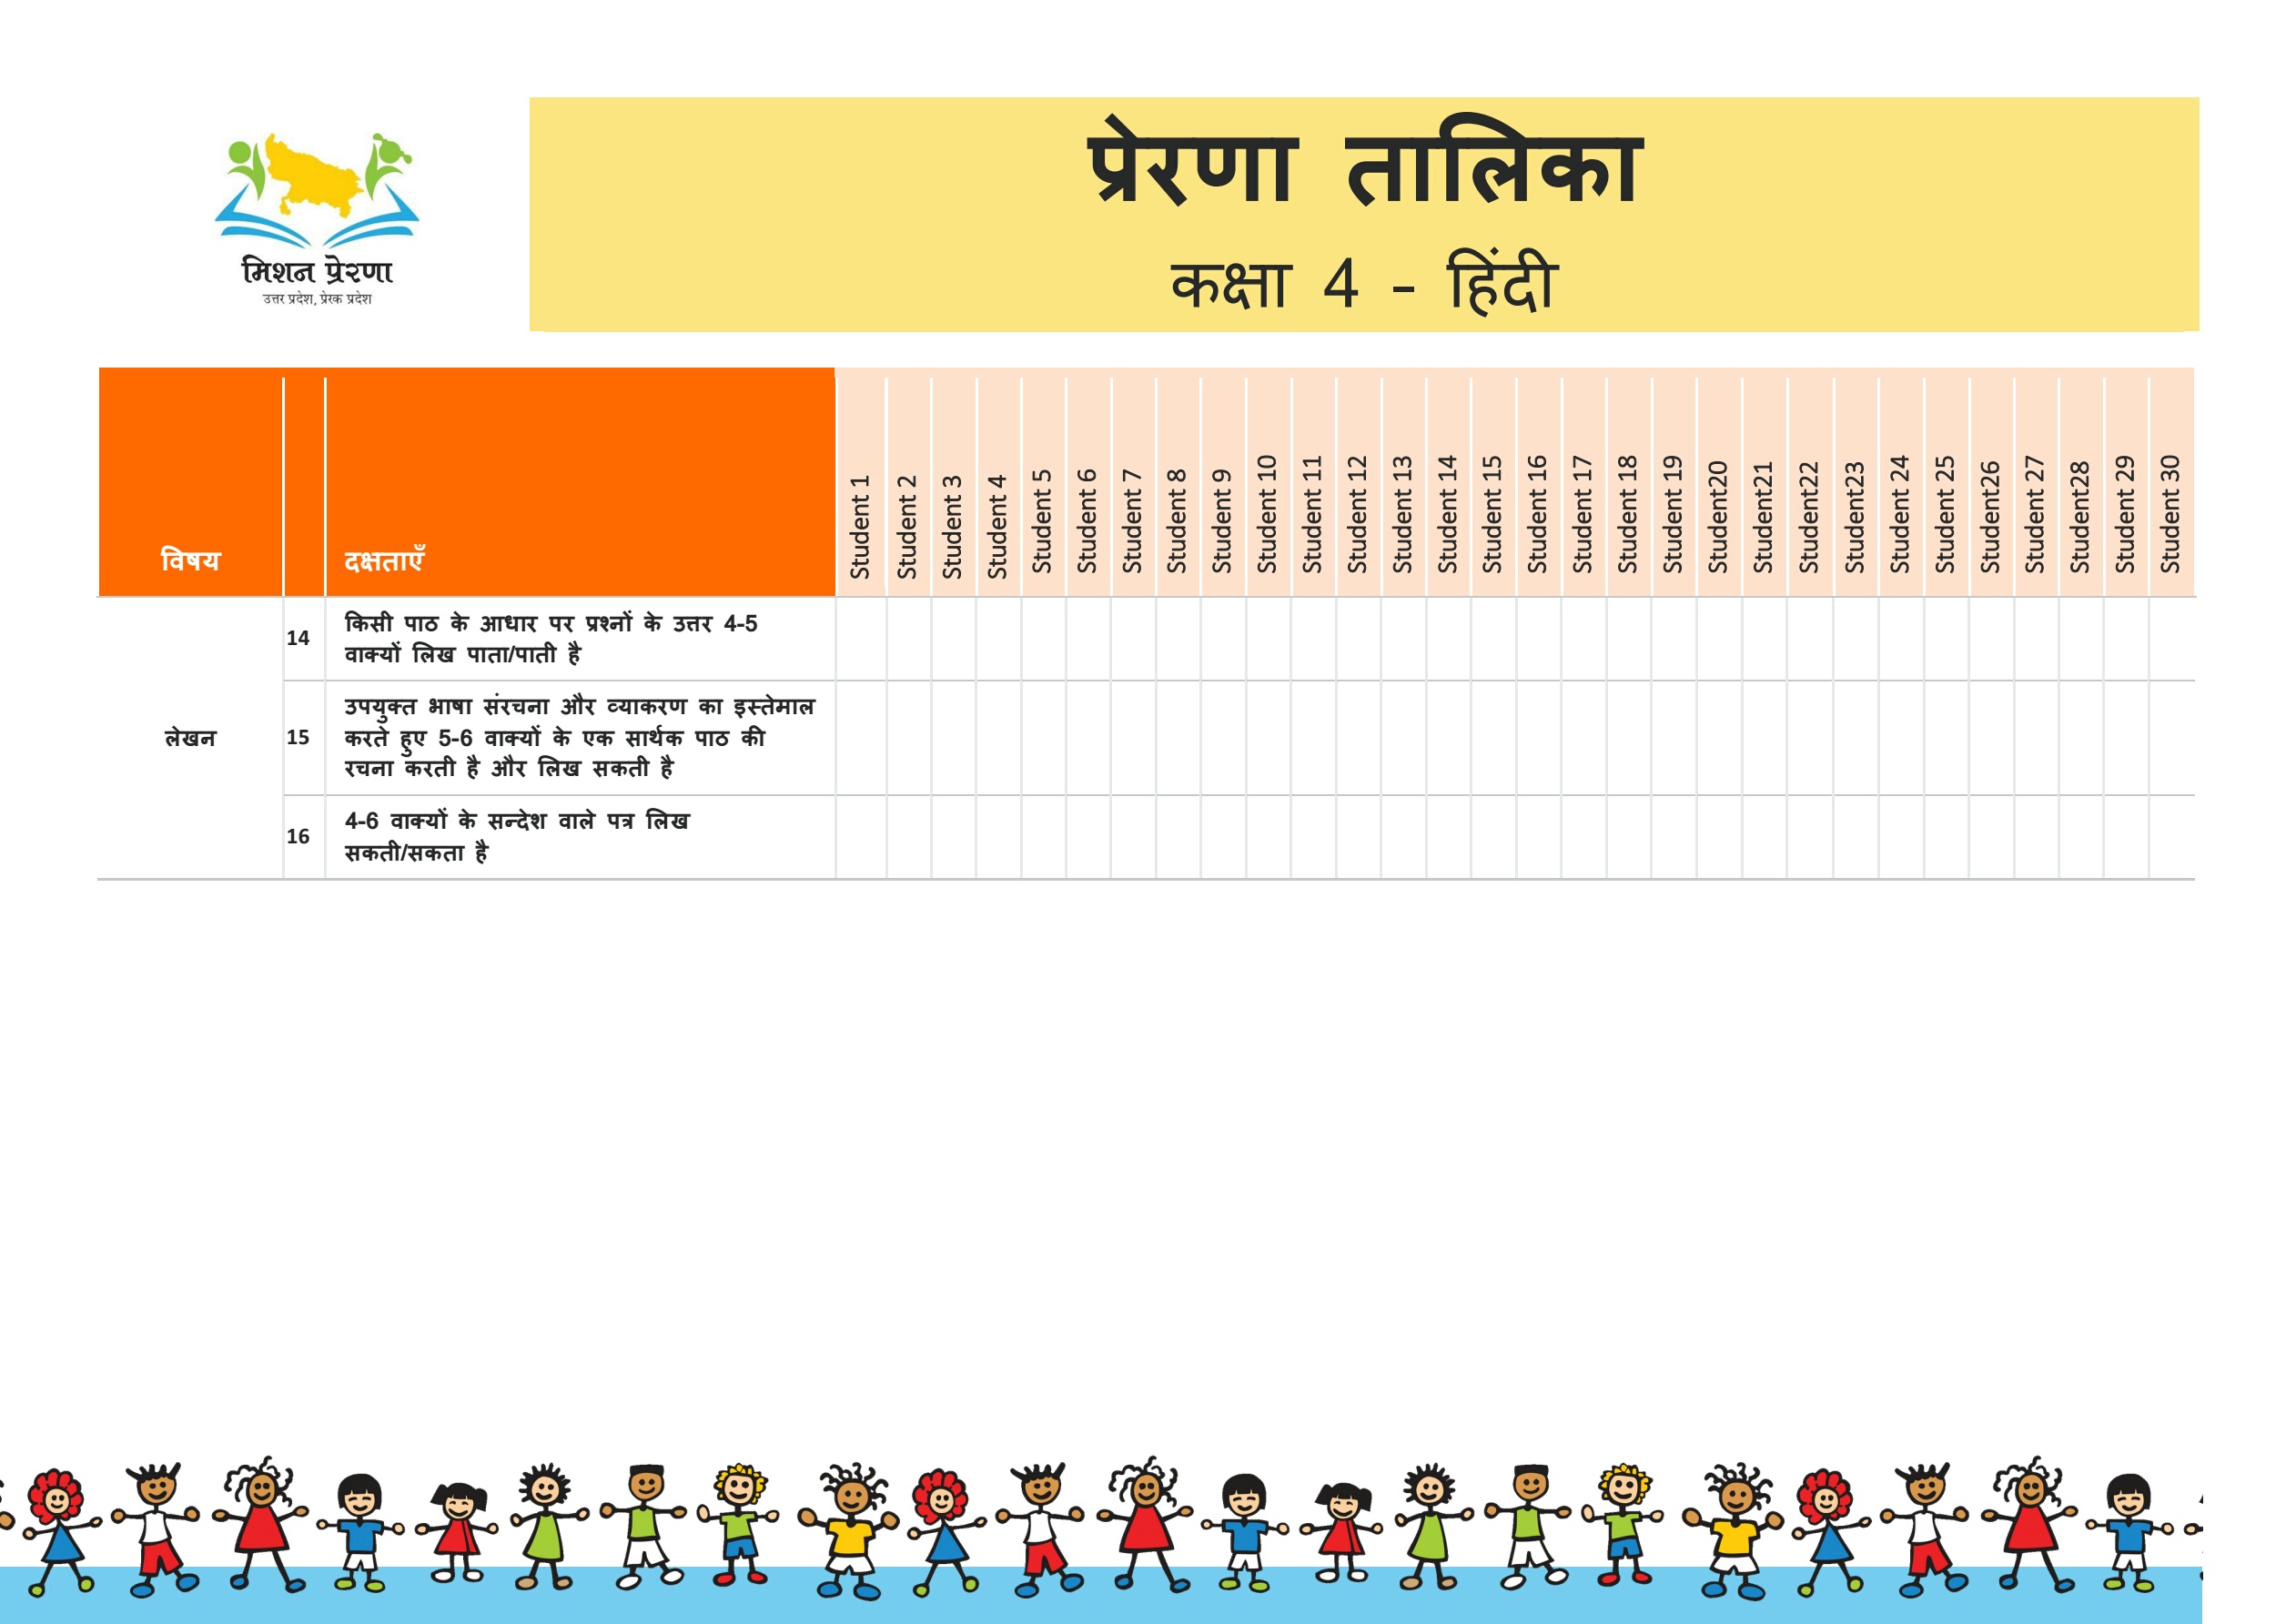 प्रेरणा तालिका
कक्षा 4 - हिंदी
मिशन प्रेरणा
उत्तर प्रदेश, प्रेरक प्रदेश
विषय
दक्षताएँ
Student 1
Student 2
Student 3
Student 4
Student 5
Student 6
Student 7
Student 8
Student 9
Student 10
Student 11
Student 12
Student 13
Student 14
Student 15
Student 16
Student 17
Student 18
Student 19
Student20
Student21
Student22
Student23
Student 24
Student 25
Student26
Student 27
Student28
Student 29
Student 30
लेखन
14
किसी पाठ के आधार पर प्रश्नों के उत्तर 4-5
वाक्यों लिख पाता/पाती है
15
उपयुक्त भाषा संरचना और व्याकरण का इस्तेमाल
करते हुए 5-6 वाक्यों के एक सार्थक पाठ की
रचना करती है और लिख सकती है
16
4-6 वाक्यों के सन्देश वाले पत्र लिख
सकती/सकता है